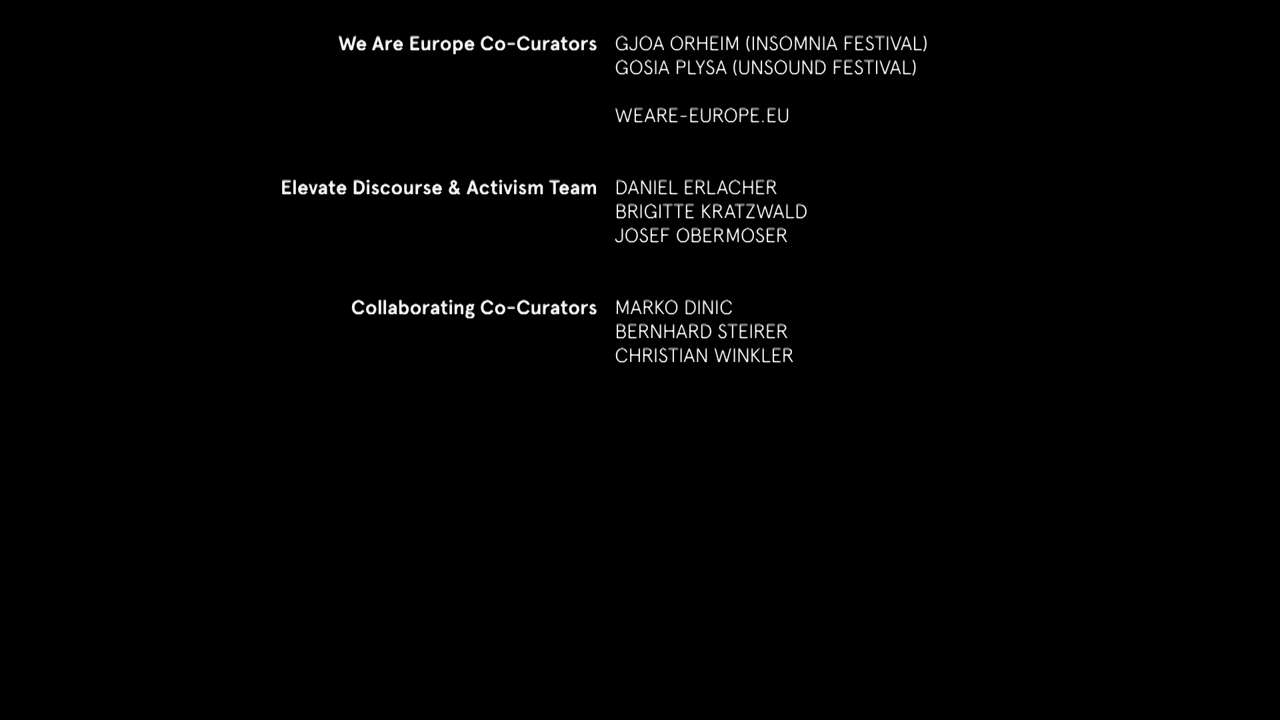 We Are Europe Co-Curators GJOA ORHEIM (INSOMNIA FESTIVAL)
GOSIA PLYSA (UNSOUND FESTIVAL)
WEARE-EUROPE.EU
Elevate Discourse & Activism Team DANIEL ERLACHER
BRIGITTE KRATZWALD
JOSEF OBERMOSER
Collaborating Co-Curators MARKO DINIC
BERNHARD STEIRER
CHRISTIAN WINKLER